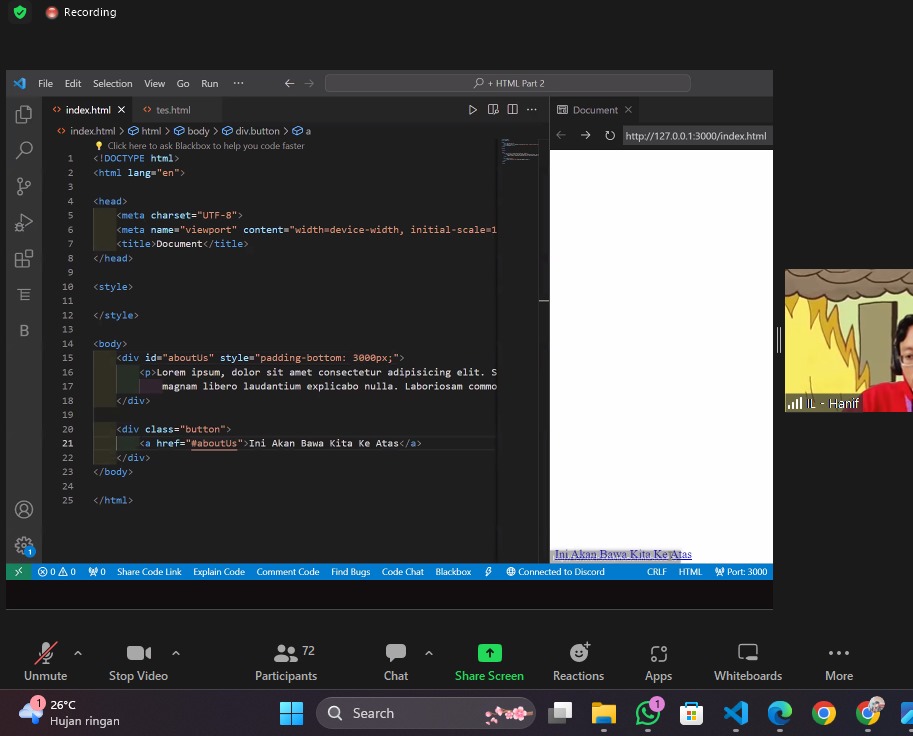 Recording
File Edit Selection View Go Run ··· + HTML Part 2
index.html tes.html Document
index.html > html > body > div.button > a http://127.0.0.1:3000/index.html
Click here to ask Blackbox to help you code faster
1 <!DOCTYPE html>
2 <html lang="en">
3
4 <head>
5 <meta charset="UTF-8">
6 <meta name="viewport" content="width=device-width, initial-scale=1
7 <title>Document</title>
8 </head>
9
10 <style>
11
12 </style>
13
14 <body>
15 <div id="aboutUs" style="padding-bottom: 3000px;">
16 <p>Lorem ipsum, dolor sit amet consectetur adipisicing elit. S
17 magnam libero laudantium explicabo nulla. Laboriosam commo
18 </div>
19
20 <div class="button">
21 <a href="#aboutUs">Ini Akan Bawa Kita Ke Atas</a>
22 </div>
23 </body>
24
25 </html>
B
1
Ini Akan Bawa Kita Ke Atas
0 0 0 Share Code Link Explain Code Comment Code Find Bugs Code Chat Blackbox Connected to Discord CRLF HTML Port: 3000
IL - Hanif
72
Unmute Stop Video Participants Chat Share Screen Reactions Apps Whiteboards More
1 26°C
Hujan ringan
Search
1